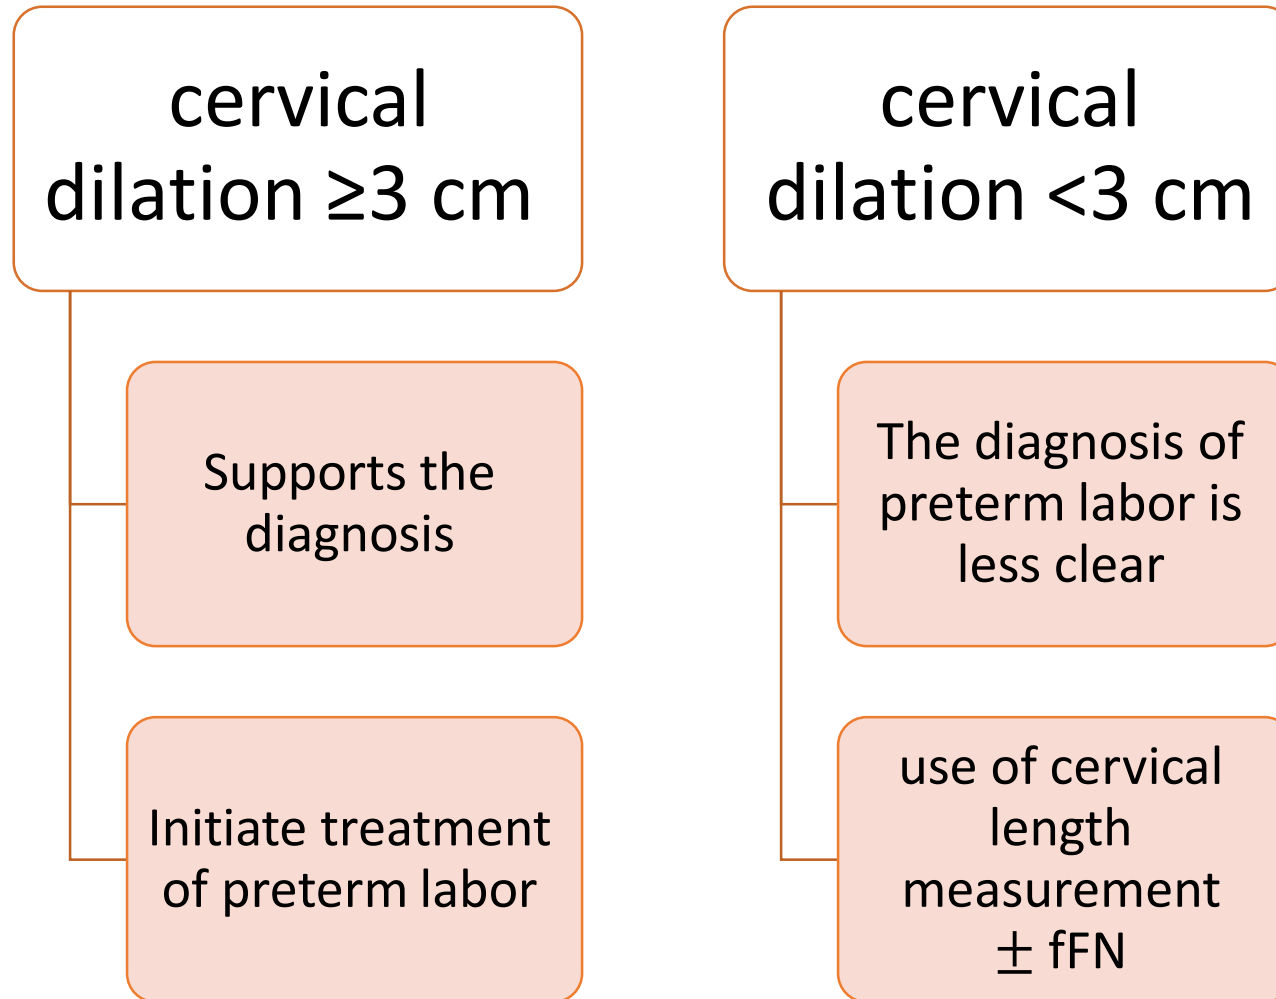 cervical
dilation ≥3 cm
Supports the
diagnosis
Initiate treatment
of preterm labor
cervical
dilation <3 cm
The diagnosis of
preterm labor is
less clear
use of cervical
length
measurement
± fFN